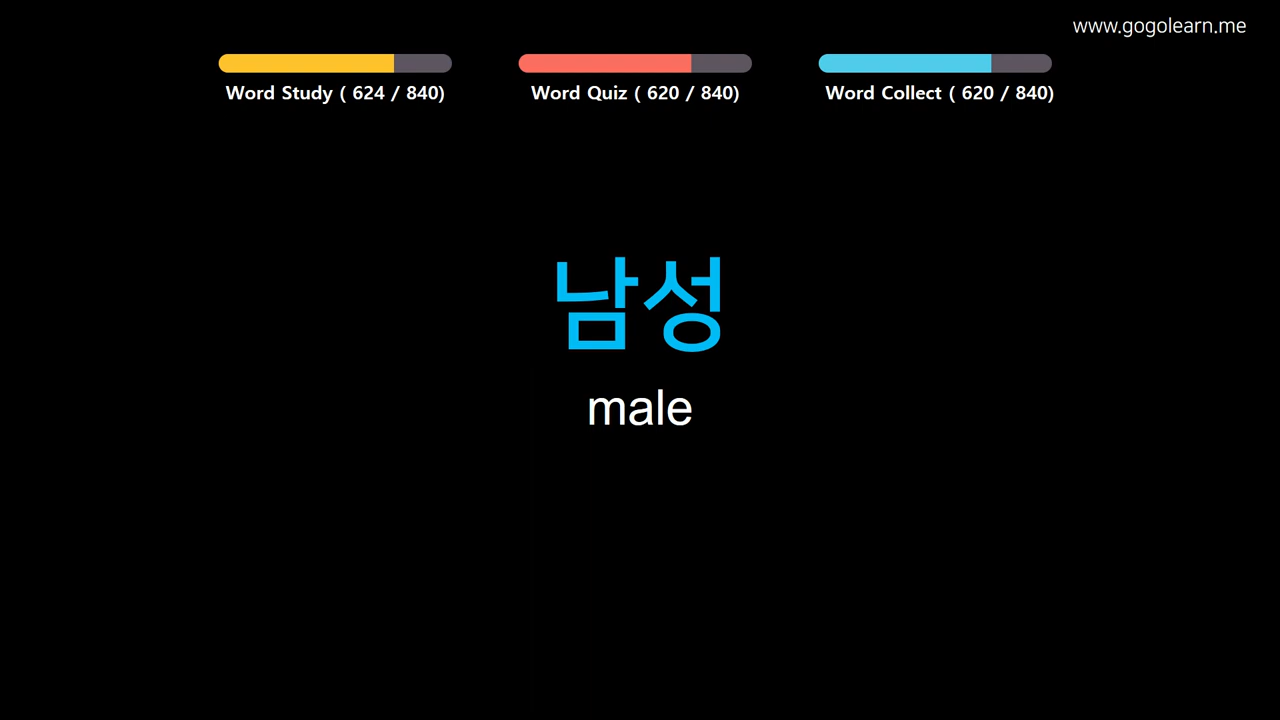 www.gogolearn.me
Word Study ( 624 / 840)
Word Quiz ( 620 / 840)
Word Collect ( 620 / 840)
남성
male